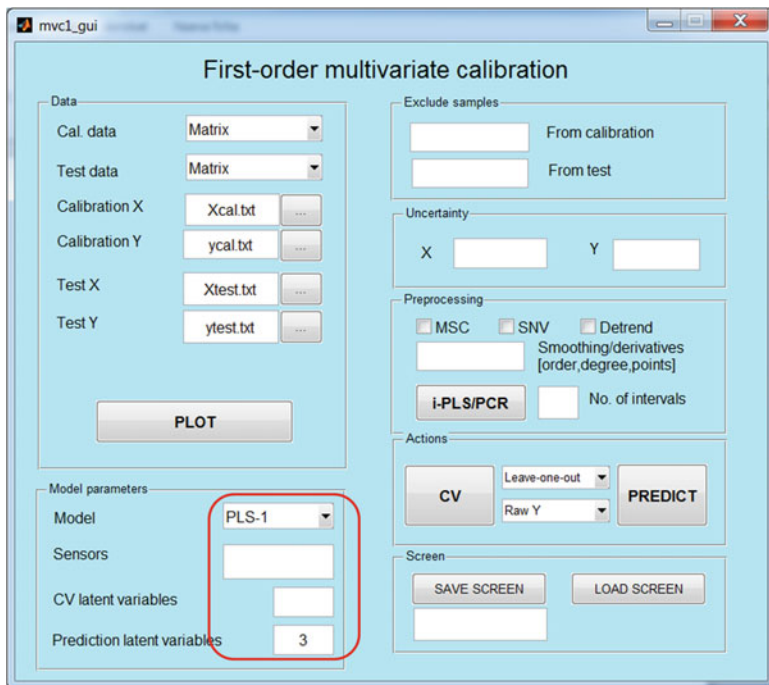 mvc1_gui
First-order multivariate calibration
Data
Cal. data
Matrix
Test data
Matrix
Calibration X
Xcal.txt
...
Calibration Y
ycal.txt
...
Test X
Xtest.txt
...
Test Y
ytest.txt
...
PLOT
Model parameters
Model
PLS-1
Sensors
CV latent variables
Prediction latent variables
3
Exclude samples
From calibration
From test
Uncertainty
X
Y
Preprocessing
MSC
SNV
Detrend
Smoothing/derivatives
[order,degree,points]
i-PLS/PCR
No. of intervals
Actions
CV
Leave-one-out
Raw Y
PREDICT
Screen
SAVE SCREEN
LOAD SCREEN